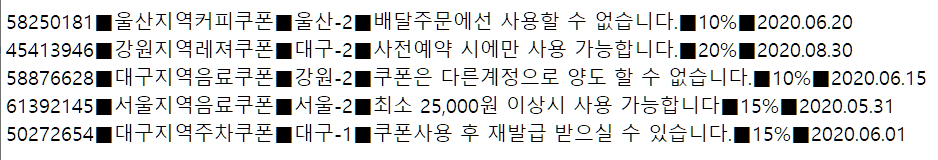 58250181■울산지역커피쿠폰■울산-2■배달주문에선 사용할 수 없습니다.■10%■2020.06.20
45413946■강원지역레져쿠폰■대구-2■사전예약 시에만 사용 가능합니다.■20%■2020.08.30
58876628■대구지역음료쿠폰■강원-2■쿠폰은 다른계정으로 양도 할 수 없습니다.■10%■2020.06.15
61392145■서울지역음료쿠폰■서울-2■최소 25,000원 이상시 사용 가능합니다■15%■2020.05.31
50272654■대구지역주차쿠폰■대구-1■쿠폰사용 후 재발급 받으실 수 있습니다.■15%■2020.06.01